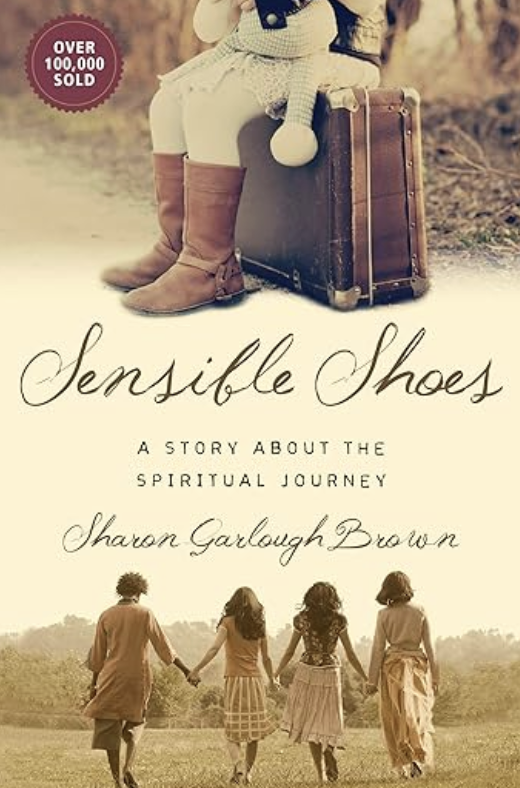 OVER
100,000
SOLD
Sensible Shoes
A STORY ABOUT THE
SPIRITUAL JOURNEY
Sharon Garlough Brown